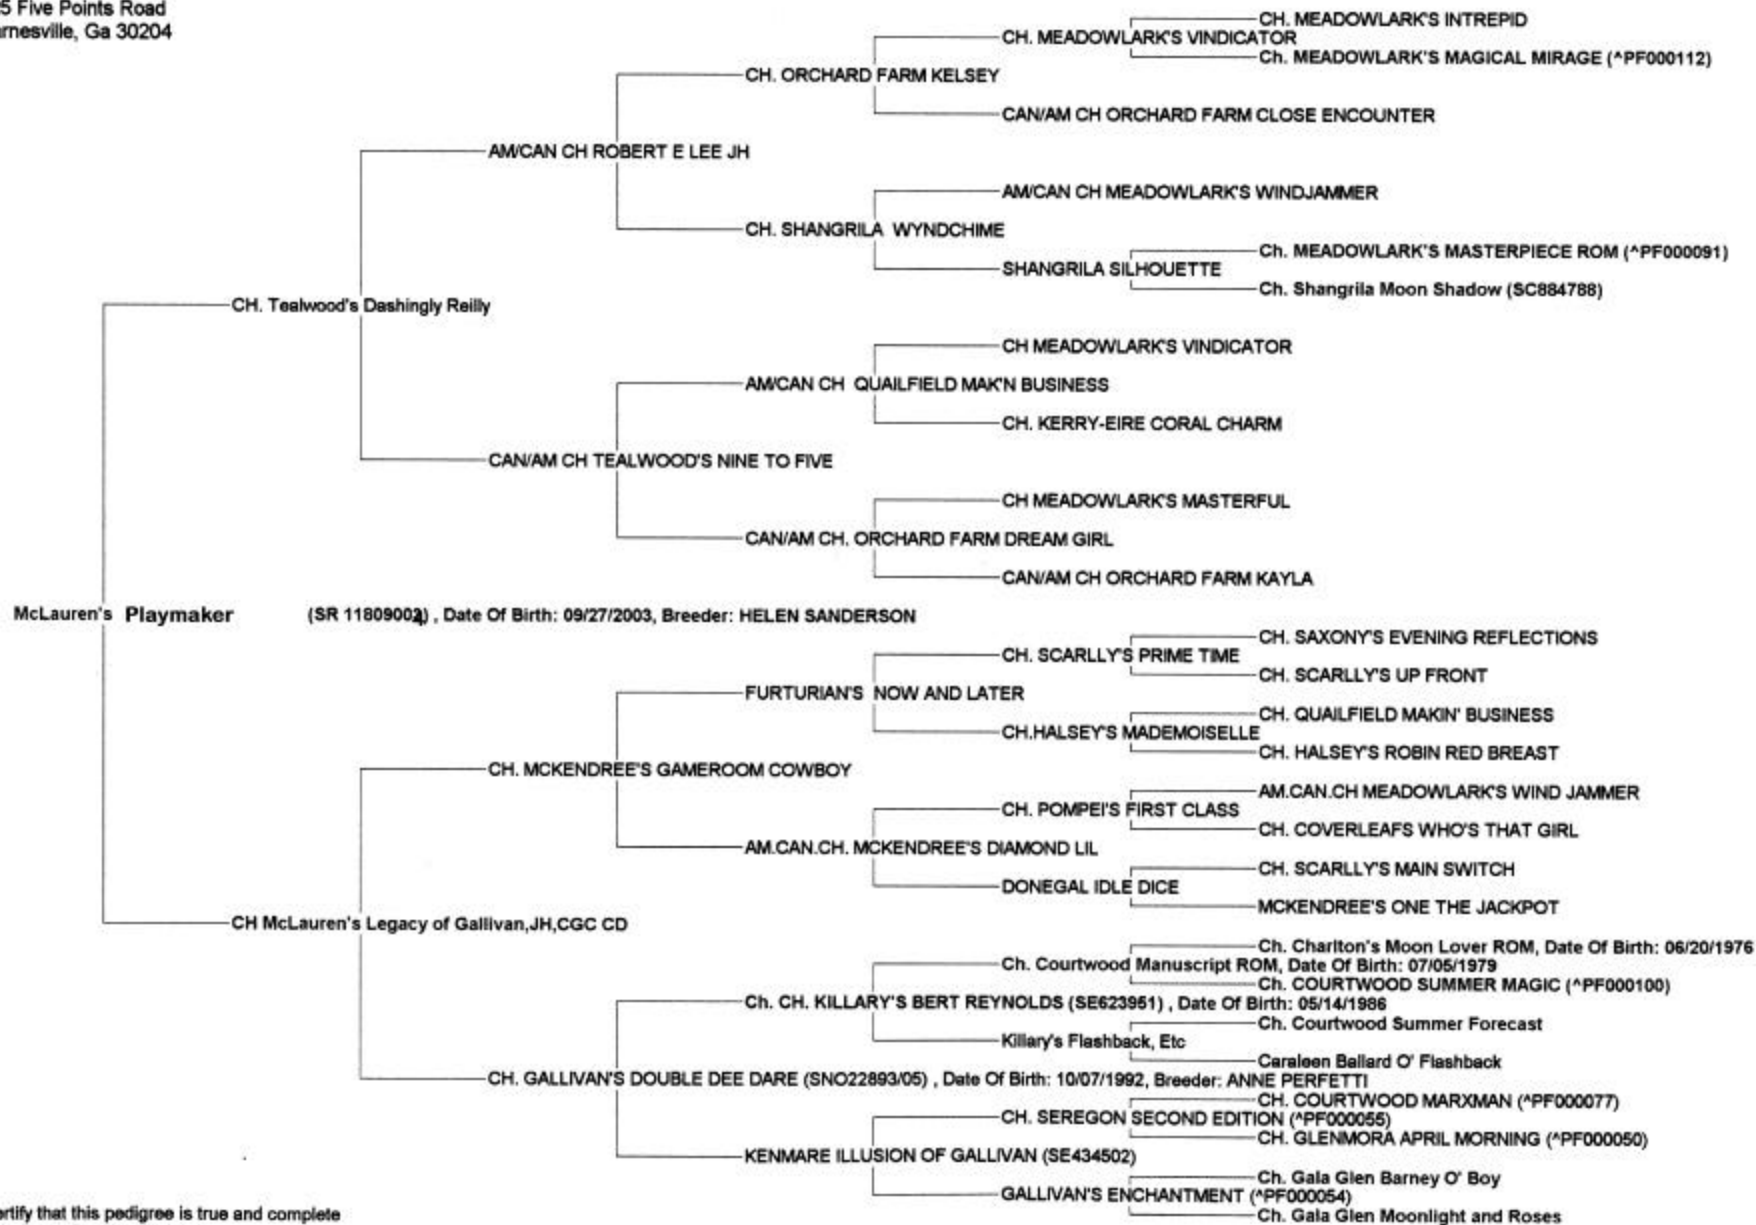 5 Five Points Road
rnesville, Ga 30204
CH. MEADOWLARK'S INTREPID
CH. MEADOWLARK'S VINDICATOR
Ch. MEADOWLARK'S MAGICAL MIRAGE (^PF000112)
CH. ORCHARD FARM KELSEY
CAN/AM CH ORCHARD FARM CLOSE ENCOUNTER
AM/CAN CH ROBERT E LEE JH
AM/CAN CH MEADOWLARK'S WINDJAMMER
CH. SHANGRILA WYNDCHIME
Ch. MEADOWLARK'S MASTERPIECE ROM (^PF000091)
SHANGRILA SILHOUETTE
Ch. Shangrila Moon Shadow (SC884788)
CH. Tealwood's Dashingly Reilly
CH MEADOWLARK'S VINDICATOR
AM/CAN CH QUAILFIELD MAK'N BUSINESS
CH. KERRY-EIRE CORAL CHARM
CAN/AM CH TEALWOOD'S NINE TO FIVE
CH MEADOWLARK'S MASTERFUL
CAN/AM CH. ORCHARD FARM DREAM GIRL
CAN/AM CH ORCHARD FARM KAYLA
McLauren's Playmaker (SR 11809002) , Date Of Birth: 09/27/2003, Breeder: HELEN SANDERSON
CH. SAXONY'S EVENING REFLECTIONS
CH. SCARLLY'S PRIME TIME
CH. SCARLLY'S UP FRONT
FURTURIAN'S NOW AND LATER
CH. QUAILFIELD MAKIN' BUSINESS
CH.HALSEY'S MADEMOISELLE
CH. HALSEY'S ROBIN RED BREAST
CH. MCKENDREE'S GAMEROOM COWBOY
AM.CAN.CH MEADOWLARK'S WIND JAMMER
CH. POMPEI'S FIRST CLASS
CH. COVERLEAFS WHO'S THAT GIRL
AM.CAN.CH. MCKENDREE'S DIAMOND LIL
CH. SCARLLY'S MAIN SWITCH
DONEGAL IDLE DICE
MCKENDREE'S ONE THE JACKPOT
CH McLauren's Legacy of Gallivan,JH,CGC CD
Ch. Charlton's Moon Lover ROM, Date Of Birth: 06/20/1976
Ch. Courtwood Manuscript ROM, Date Of Birth: 07/05/1979
Ch. COURTWOOD SUMMER MAGIC (^PF000100)
Ch. CH. KILLARY'S BERT REYNOLDS (SE623951) , Date Of Birth: 05/14/1986
Ch. Courtwood Summer Forecast
Killary's Flashback, Etc
Caraleen Ballard O' Flashback
CH. GALLIVAN'S DOUBLE DEE DARE (SNO22893/05) , Date Of Birth: 10/07/1992, Breeder: ANNE PERFETTI
CH. COURTWOOD MARXMAN (^PF000077)
CH. SEREGON SECOND EDITION (^PF000055)
CH. GLENMORA APRIL MORNING (^PF000050)
KENMARE ILLUSION OF GALLIVAN (SE434502)
Ch. Gala Glen Barney O' Boy
GALLIVAN'S ENCHANTMENT (^PF000054)
Ch. Gala Glen Moonlight and Roses
ertify that this pedigree is true and complete